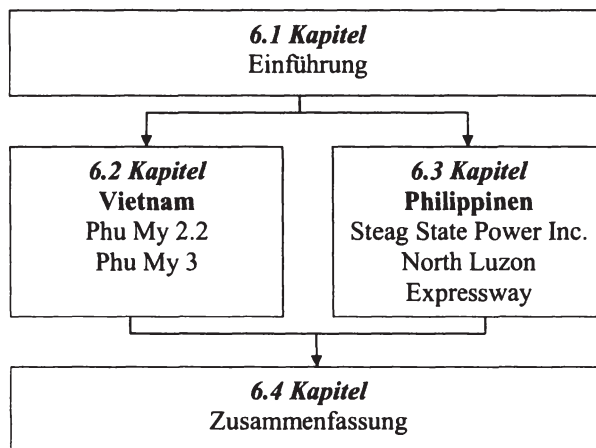 6.1 Kapitel
Einführung
6.2 Kapitel
Vietnam
Phu My 2.2
Phu My 3
6.3 Kapitel
Philippinen
Steag State Power Inc.
North Luzon
Expressway
6.4 Kapitel
Zusammenfassung